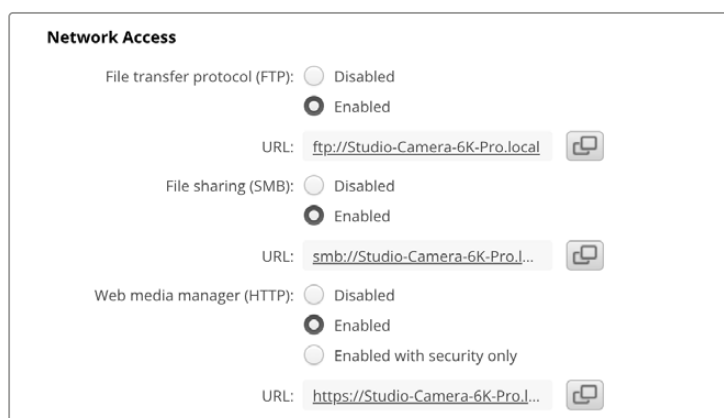 Network Access
File transfer protocol (FTP): Disabled
Enabled
URL: ftp://Studio-Camera-6K-Pro.local
File sharing (SMB): Disabled
Enabled
URL: smb://Studio-Camera-6K-Pro.l...
Web media manager (HTTP): Disabled
Enabled
Enabled with security only
URL: https://Studio-Camera-6K-Pro.l...